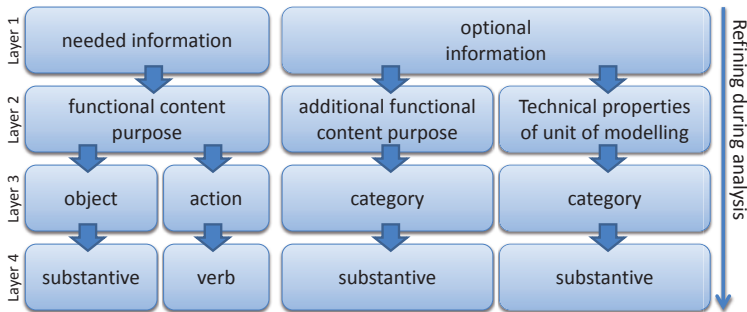 Layer 1
needed information
optional
information
Layer 2
functional content
purpose
additional functional
content purpose
Technical properties
of unit of modelling
Layer 3
object
action
category
category
Layer 4
substantive
verb
substantive
substantive
Refining during analysis